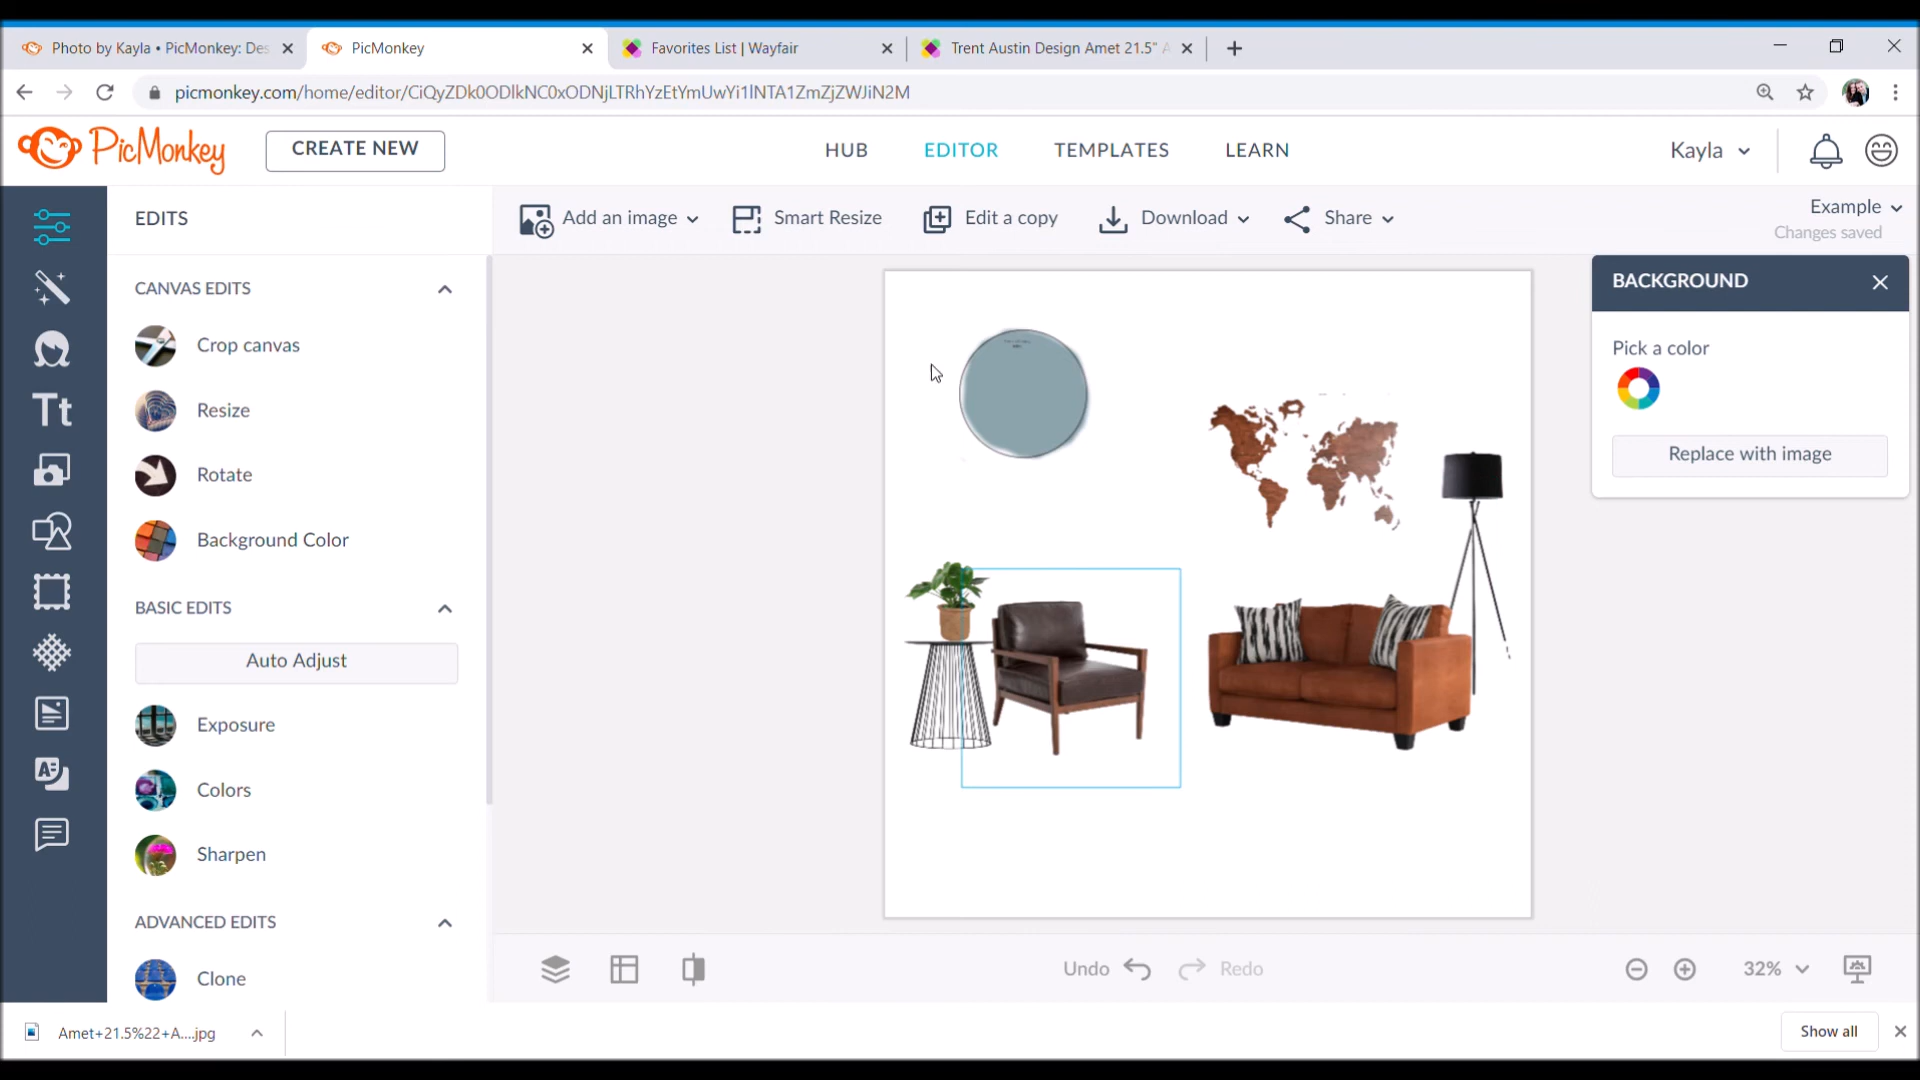 Photo by Kayla • PicMonkey: Des
PicMonkey
Favorites List | Wayfair
Trent Austin Design Amet 21.5" A
picmonkey.com/home/editor/CiQyZDk0ODlkNC0xODNjLTRhYzEtYmUwYi1lNTA1ZmZjZWJiN2M
PicMonkey
CREATE NEW
HUB
EDITOR
TEMPLATES
LEARN
Kayla
EDITS
Add an image
Smart Resize
Edit a copy
Download
Share
Example
Changes saved
CANVAS EDITS
Crop canvas
Resize
Rotate
Background Color
BASIC EDITS
Auto Adjust
Exposure
Colors
Sharpen
ADVANCED EDITS
Clone
BACKGROUND
Pick a color
Replace with image
Undo
Redo
32%
Amet+21.5%22+A....jpg
Show all